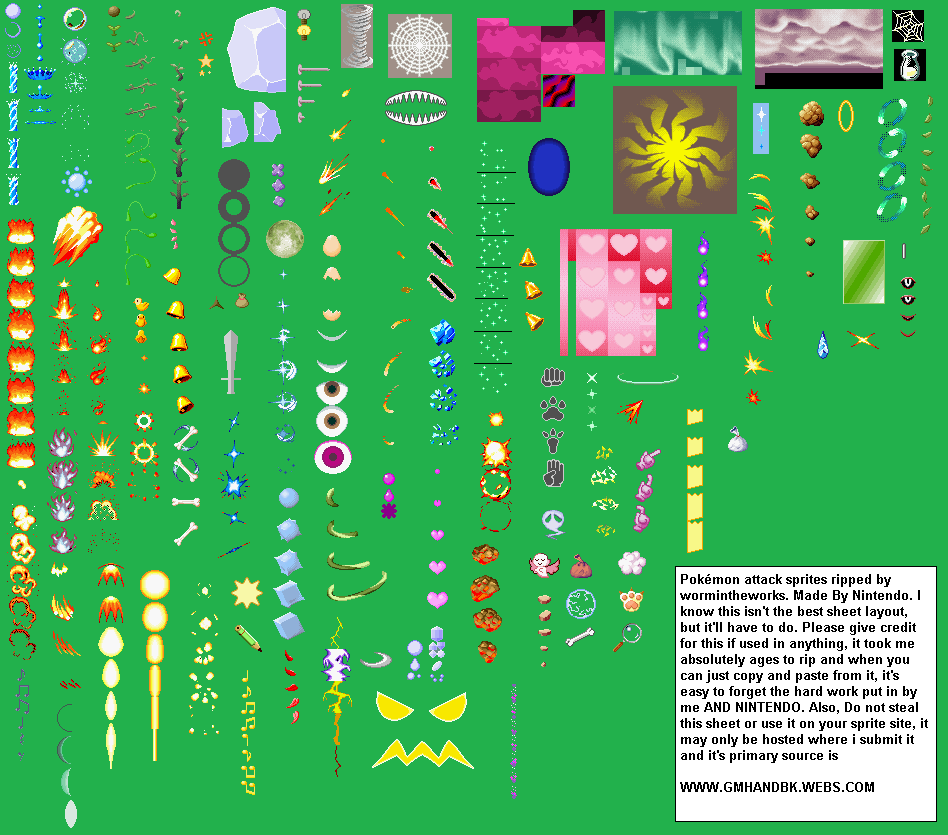 Pokémon attack sprites ripped by
wormintheworks. Made By Nintendo. I
know this isn't the best sheet layout,
but it'll have to do. Please give credit
for this if used in anything, it took me
absolutely ages to rip and when you
can just copy and paste from it, it's
easy to forget the hard work put in by
me AND NINTENDO. Also, Do not steal
this sheet or use it on your sprite site, it
may only be hosted where i submit it
and it's primary source is
WWW.GMHANDBK.WEBS.COM